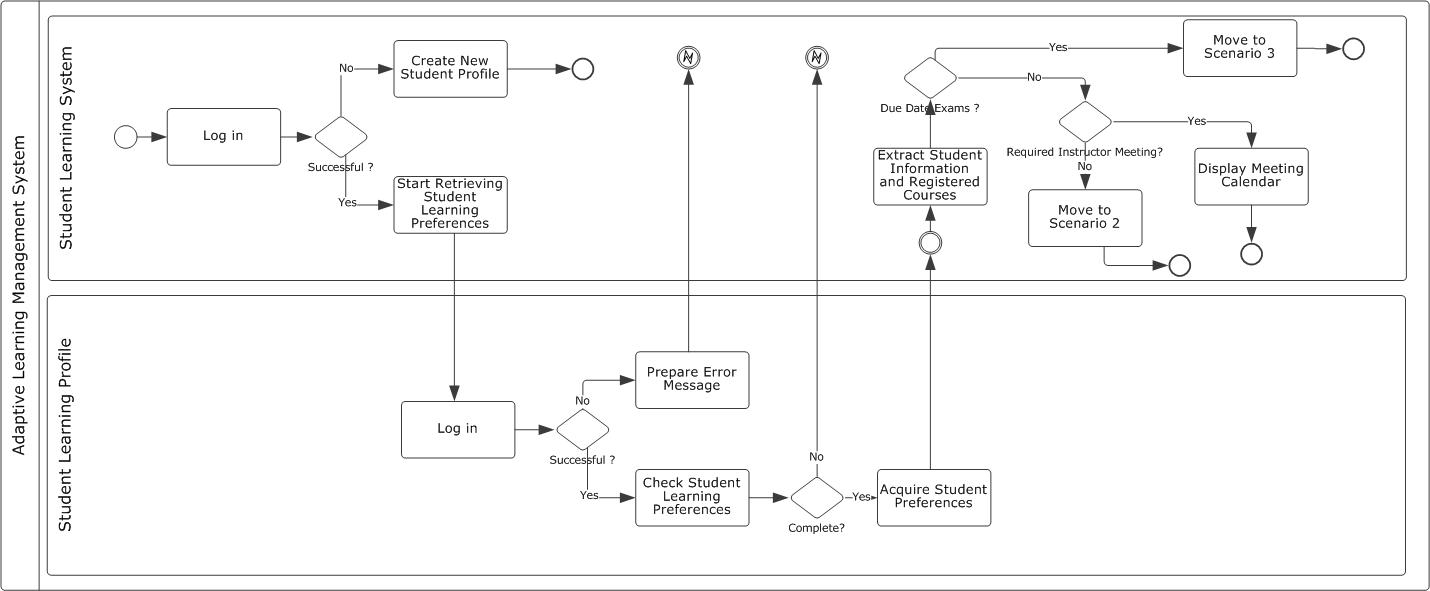 Adaptive Learning Management System
Student Learning System
Log in
Successful ?
No
Create New
Student Profile
Yes
Start Retrieving
Student
Learning
Preferences
Due Date Exams ?
Yes
Move to
Scenario 3
No
Required Instructor Meeting?
Yes
Display Meeting
Calendar
No
Move to
Scenario 2
Extract Student
Information
and Registered
Courses
Student Learning Profile
Log in
Successful ?
No
Prepare Error
Message
Yes
Check Student
Learning
Preferences
Complete?
No
Yes
Acquire Student
Preferences